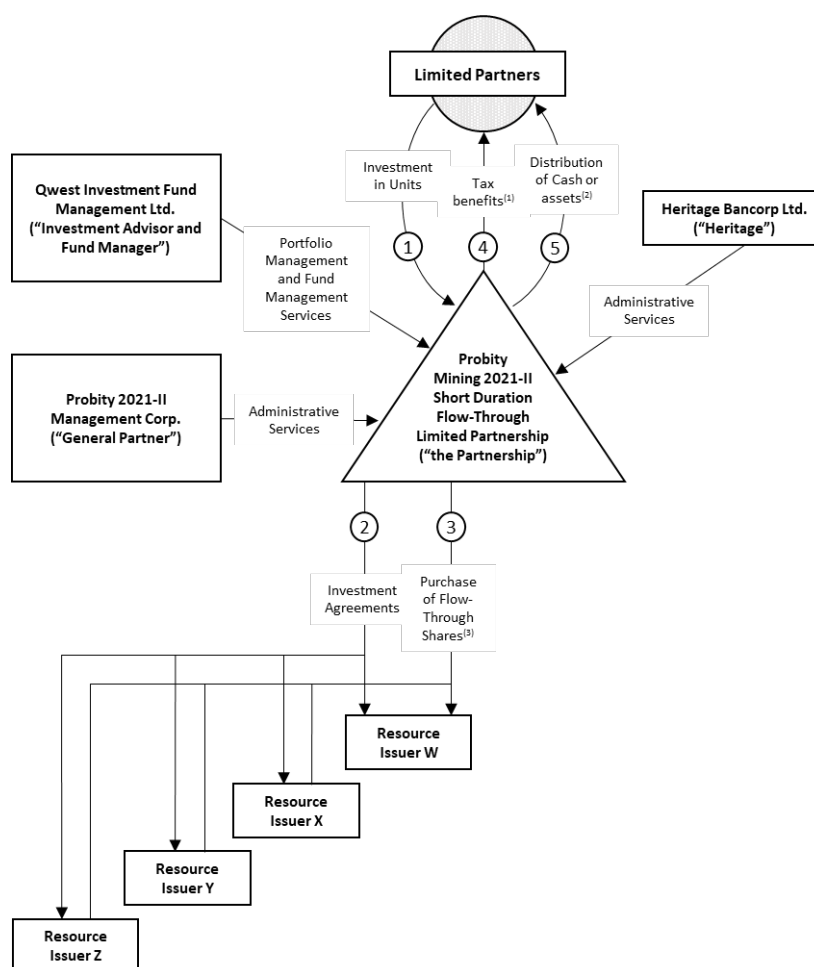 Limited Partners
Investment
in Units
Tax
benefits(1)
Distribution
of Cash or
assets(2)
Qwest Investment Fund
Management Ltd.
(“Investment Advisor and
Fund Manager”)
Heritage Bancorp Ltd.
(“Heritage”)
1
4
5
Portfolio
Management
and Fund
Management
Services
Administrative
Services
Probity 2021-II
Management Corp.
(“General Partner”)
Administrative
Services
Probity
Mining 2021-II
Short Duration
Flow-Through
Limited Partnership
(“the Partnership”)
2
3
Investment
Agreements
Purchase
of Flow-
Through
Shares(3)
Resource
Issuer W
Resource
Issuer X
Resource
Issuer Y
Resource
Issuer Z